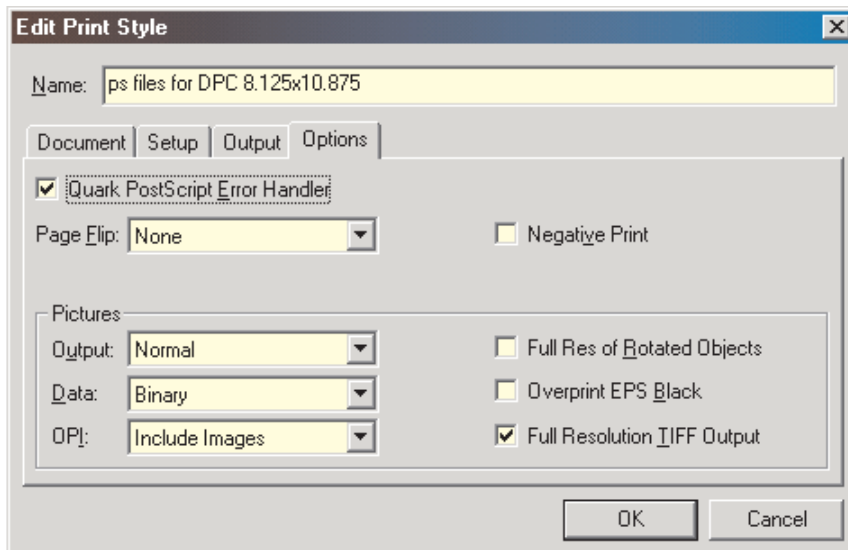 Edit Print Style
Name: ps files for DPC 8.125x10.875
Document Setup Output Options
Quark PostScript Error Handler
Page Flip: None
Negative Print
Pictures
Output: Normal
Full Res of Rotated Objects
Data: Binary
Overprint EPS Black
OPI: Include Images
Full Resolution TIFF Output
OK Cancel